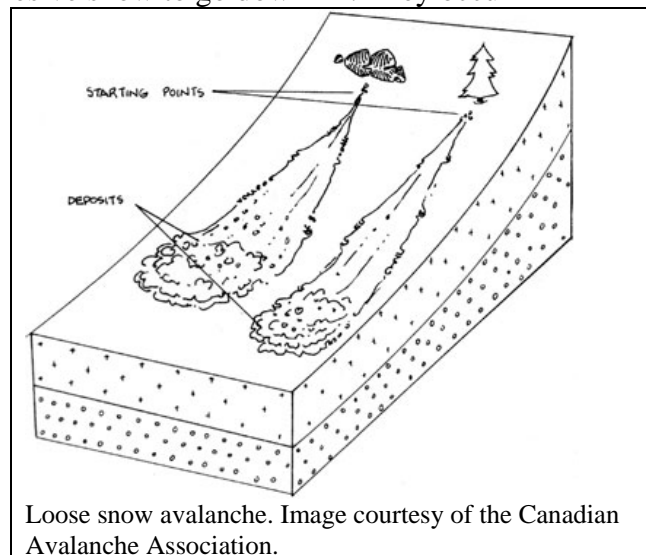 STARTING POINTS
DEPOSITS
Loose snow avalanche. Image courtesy of the Canadian
Avalanche Association.